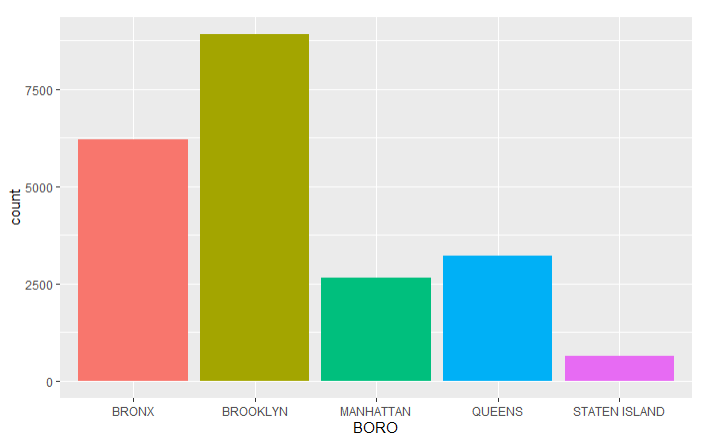 count
7500
5000
2500
0
BRONX BROOKLYN MANHATTAN QUEENS STATEN ISLAND
BORO